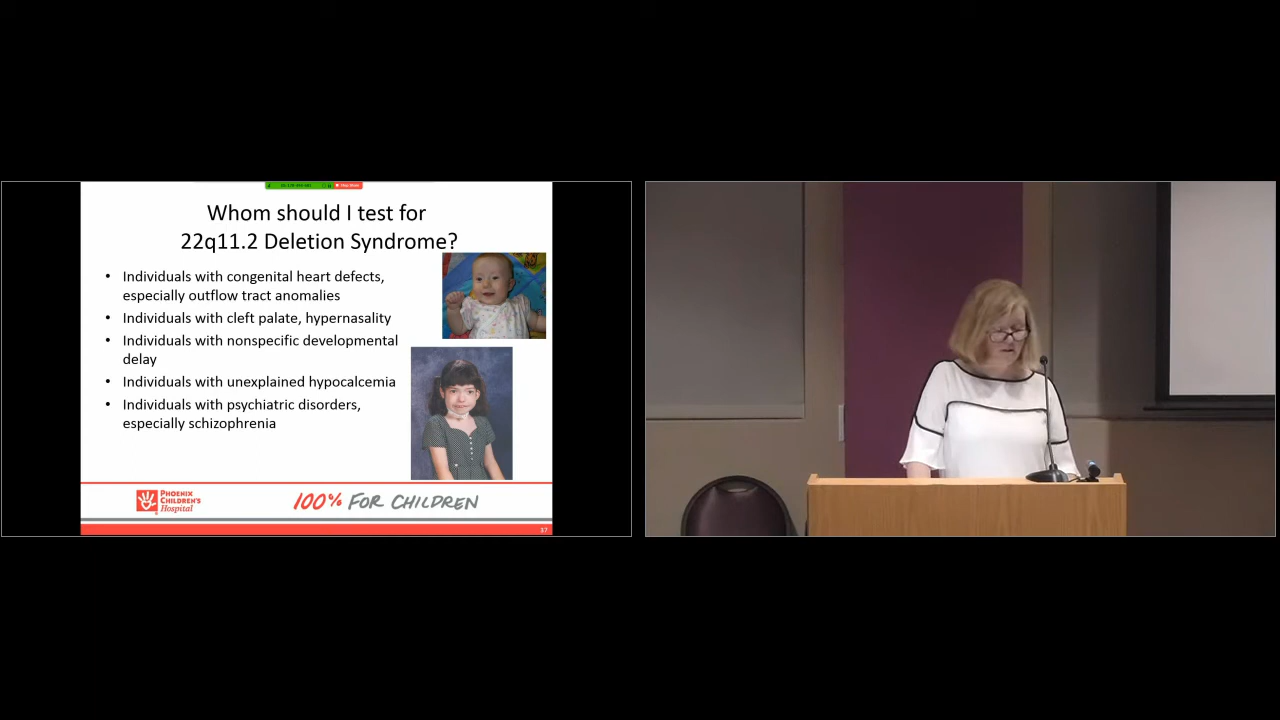 Whom should I test for
22q11.2 Deletion Syndrome?
• Individuals with congenital heart defects,
especially outflow tract anomalies
• Individuals with cleft palate, hypernasality
• Individuals with nonspecific developmental
delay
• Individuals with unexplained hypocalcemia
• Individuals with psychiatric disorders,
especially schizophrenia
PHOENIX
CHILDREN'S
Hospital
100% FOR CHILDREN
37